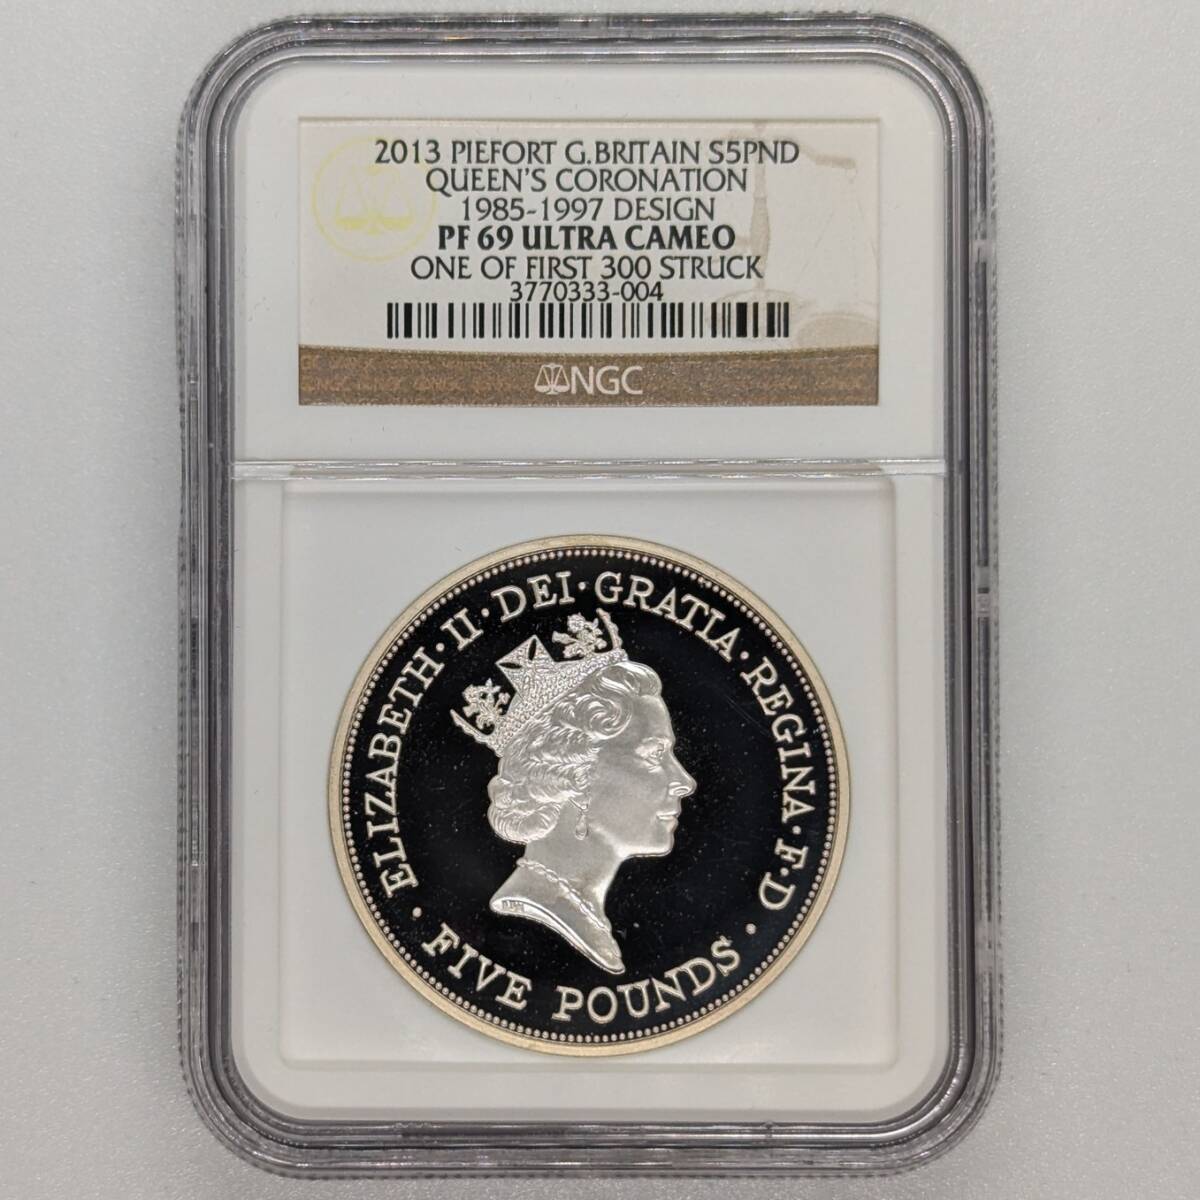 2013 PIEFORT G.BRITAIN S5PND
QUEEN'S CORONATION
1985-1997 DESIGN
PF 69 ULTRA CAMEO
ONE OF FIRST 300 STRUCK
3770333-004
NGC
ELIZABETH · II · DEI · GRATIA · REGINA · F · D
· FIVE POUNDS ·